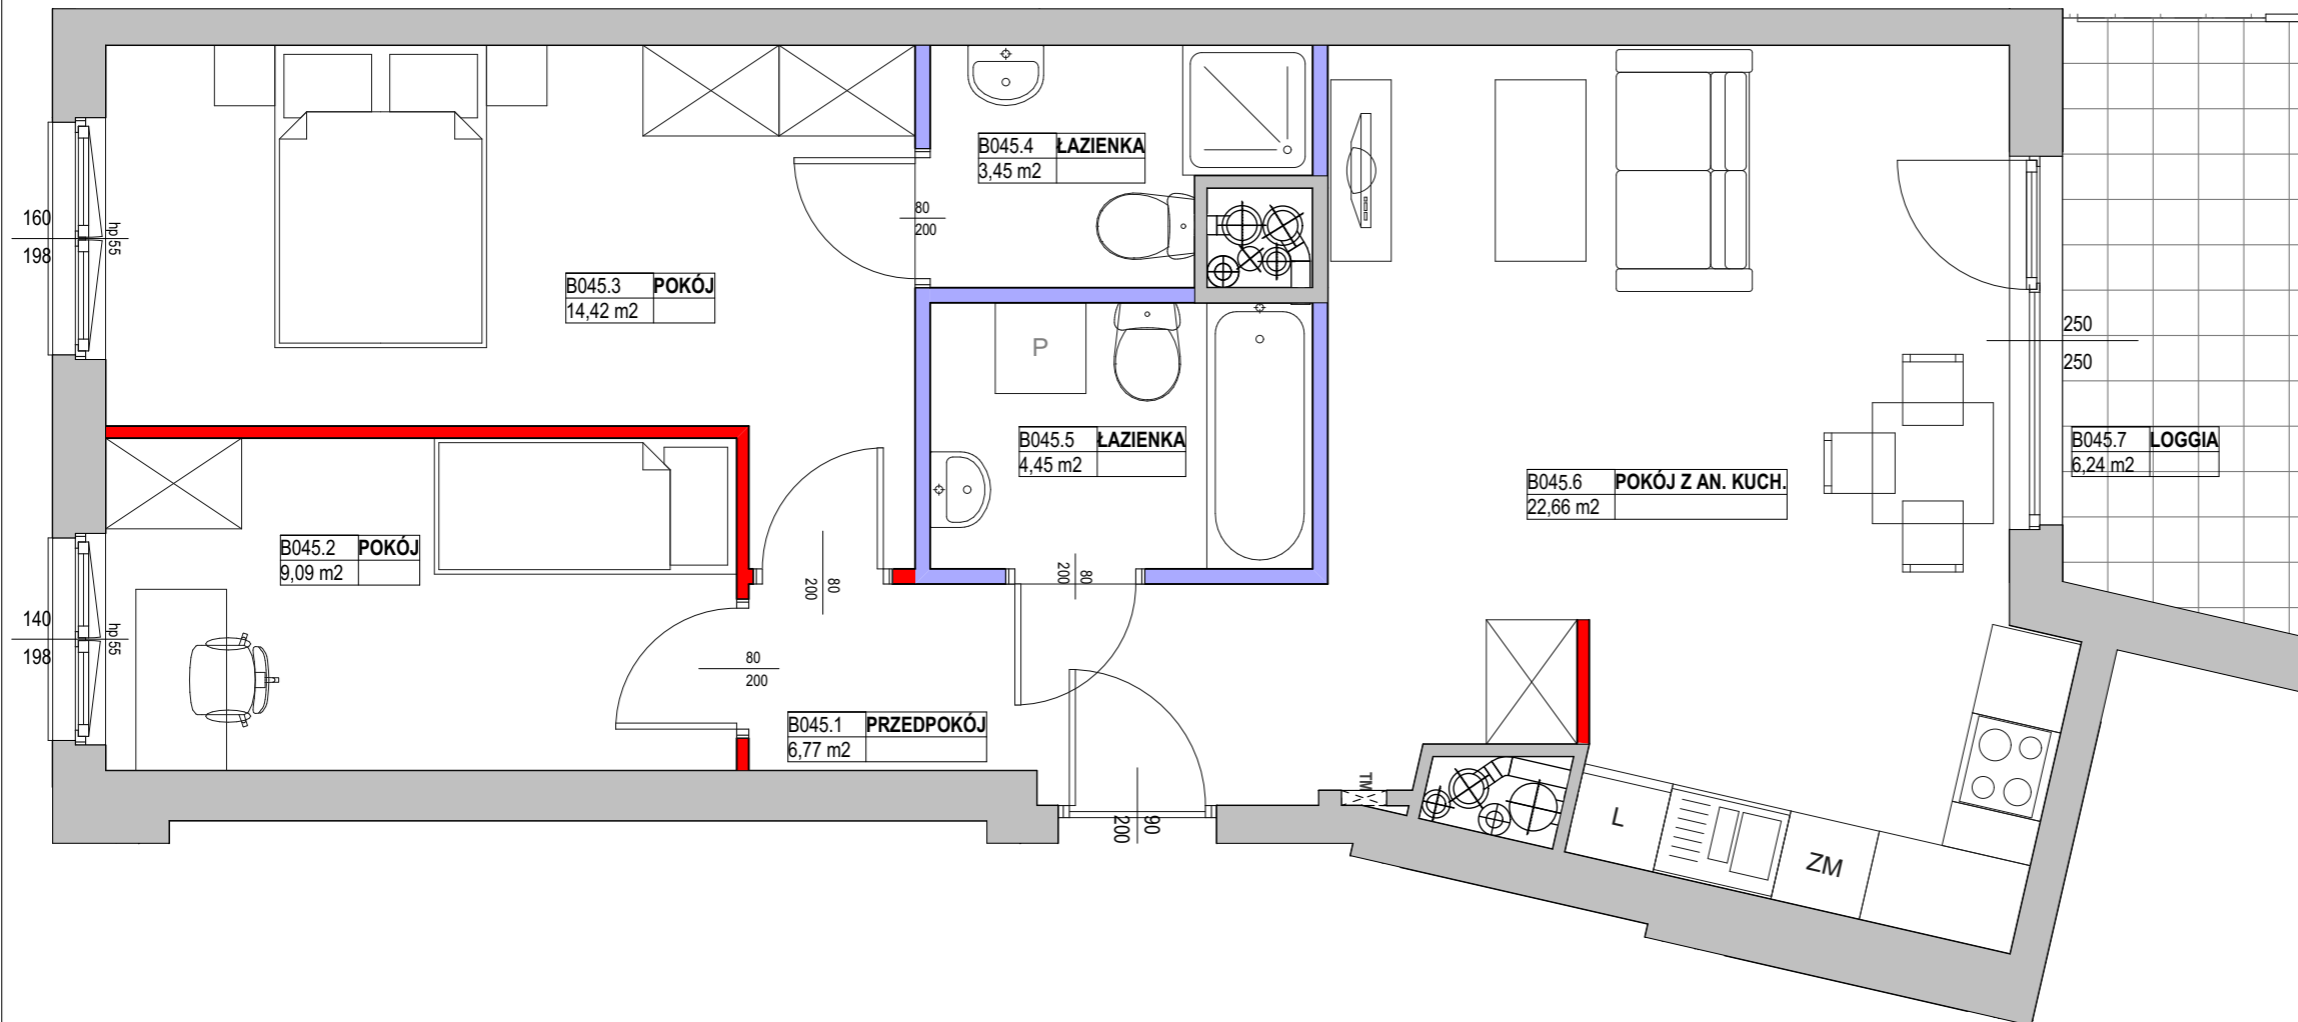 B045.4 ŁAZIENKA
3,45 m2
80
200
160
198
hp55
B045.3 POKÓJ
14,42 m2
P
250
250
B045.5 ŁAZIENKA
4,45 m2
B045.7 LOGGIA
6,24 m2
B045.6 POKÓJ Z AN. KUCH.
22,66 m2
B045.2 POKÓJ
9,09 m2
80
200
80
200
140
198
hp55
80
200
B045.1 PRZEDPOKÓJ
6,77 m2
TM
90
200
L
ZM